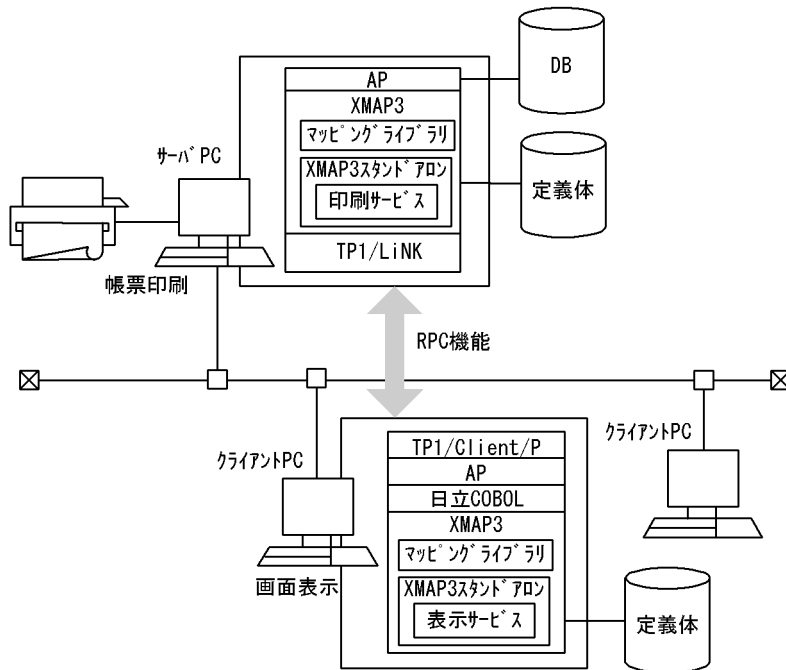 DB
AP
XMAP3
ﾏｯﾋﾟﾝｸﾞﾗｲﾌﾞﾗﾘ
ｻｰﾊﾞPC
XMAP3ｽﾀﾝﾄﾞｱﾛﾝ
印刷ｻｰﾋﾞｽ
定義体
TP1/LiNK
帳票印刷
RPC機能
TP1/Client/P
ｸﾗｲｱﾝﾄPC
ｸﾗｲｱﾝﾄPC
AP
日立COBOL
XMAP3
ﾏｯﾋﾟﾝｸﾞﾗｲﾌﾞﾗﾘ
画面表示
XMAP3ｽﾀﾝﾄﾞｱﾛﾝ
表示ｻｰﾋﾞｽ
定義体